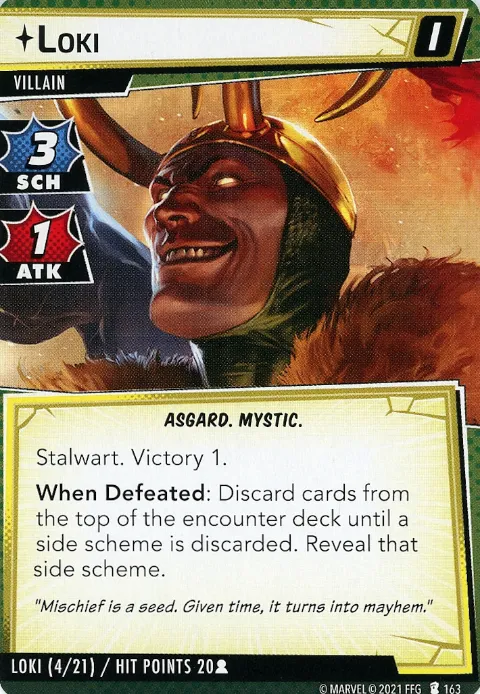 LOKI
I
VILLAIN
3
SCH
1
ATK
ASGARD. MYSTIC.
Stalwart. Victory 1.
When Defeated: Discard cards from
the top of the encounter deck until a
side scheme is discarded. Reveal that
side scheme.
"Mischief is a seed. Given time, it turns into mayhem."
LOKI (4/21) / HIT POINTS 20
© MARVEL © 2021 FFG 163